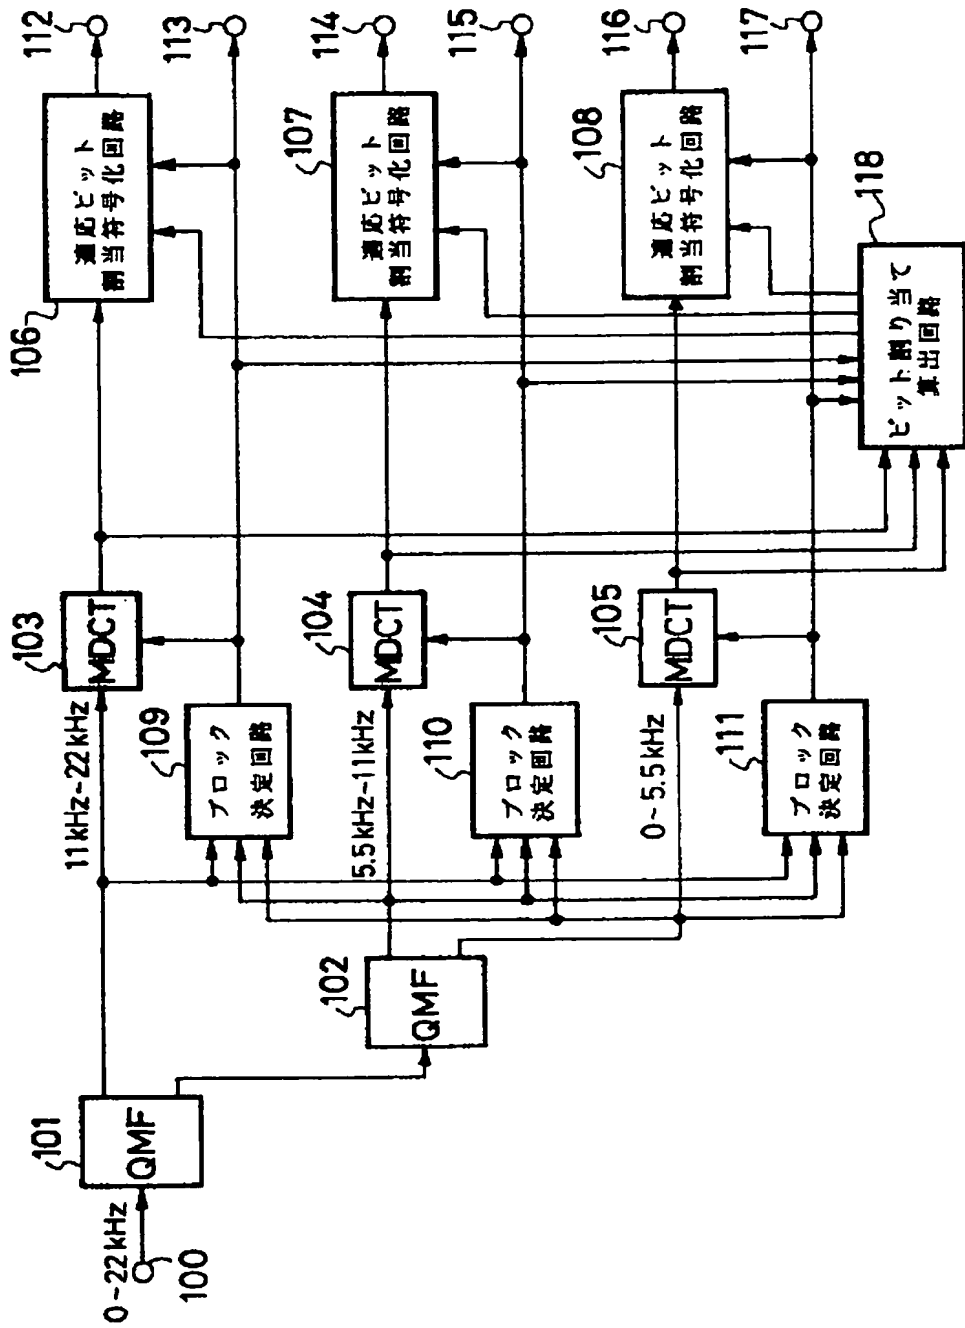 0~22kHz
100
101
QMF
102
QMF
11kHz~22kHz
103
MDCT
109
ブロック
決定回路
5.5kHz~11kHz
104
MDCT
110
ブロック
決定回路
0~5.5kHz
105
MDCT
111
ブロック
決定回路
106
適応ビット
割当符号化回路
107
適応ビット
割当符号化回路
108
適応ビット
割当符号化回路
118
ビット割り当て
算出回路
112
113
114
115
116
117